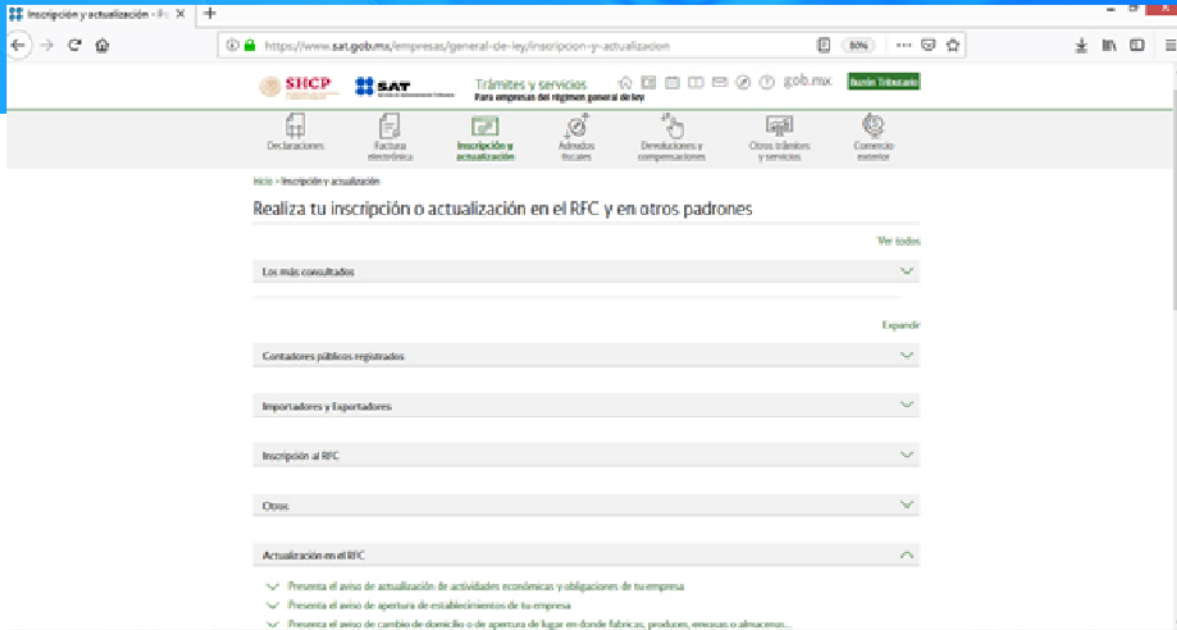 Inscripción y actualización - Po
https://www.sat.gob.mx/empresas/general-de-ley/inscripcion-y-actualizacion
80%
SHCP
SAT
Trámites y servicios
Para empresas del régimen general de ley
gob.mx
Buzón Tributario
Declaraciones
Factura electrónica
Inscripción y actualización
Adeudos fiscales
Devoluciones y compensaciones
Otros trámites y servicios
Comercio exterior
Inicio > Inscripción y actualización
Realiza tu inscripción o actualización en el RFC y en otros padrones
Ver todos
Los más consultados
Expandir
Contadores públicos registrados
Importadores y Exportadores
Inscripción al RFC
Otros
Actualización en el RFC
Presenta el aviso de actualización de actividades económicas y obligaciones de tu empresa
Presenta el aviso de apertura de establecimientos de tu empresa
Presenta el aviso de cambio de domicilio o de apertura de lugar en donde fabricas, produces, envasas o almacenas...